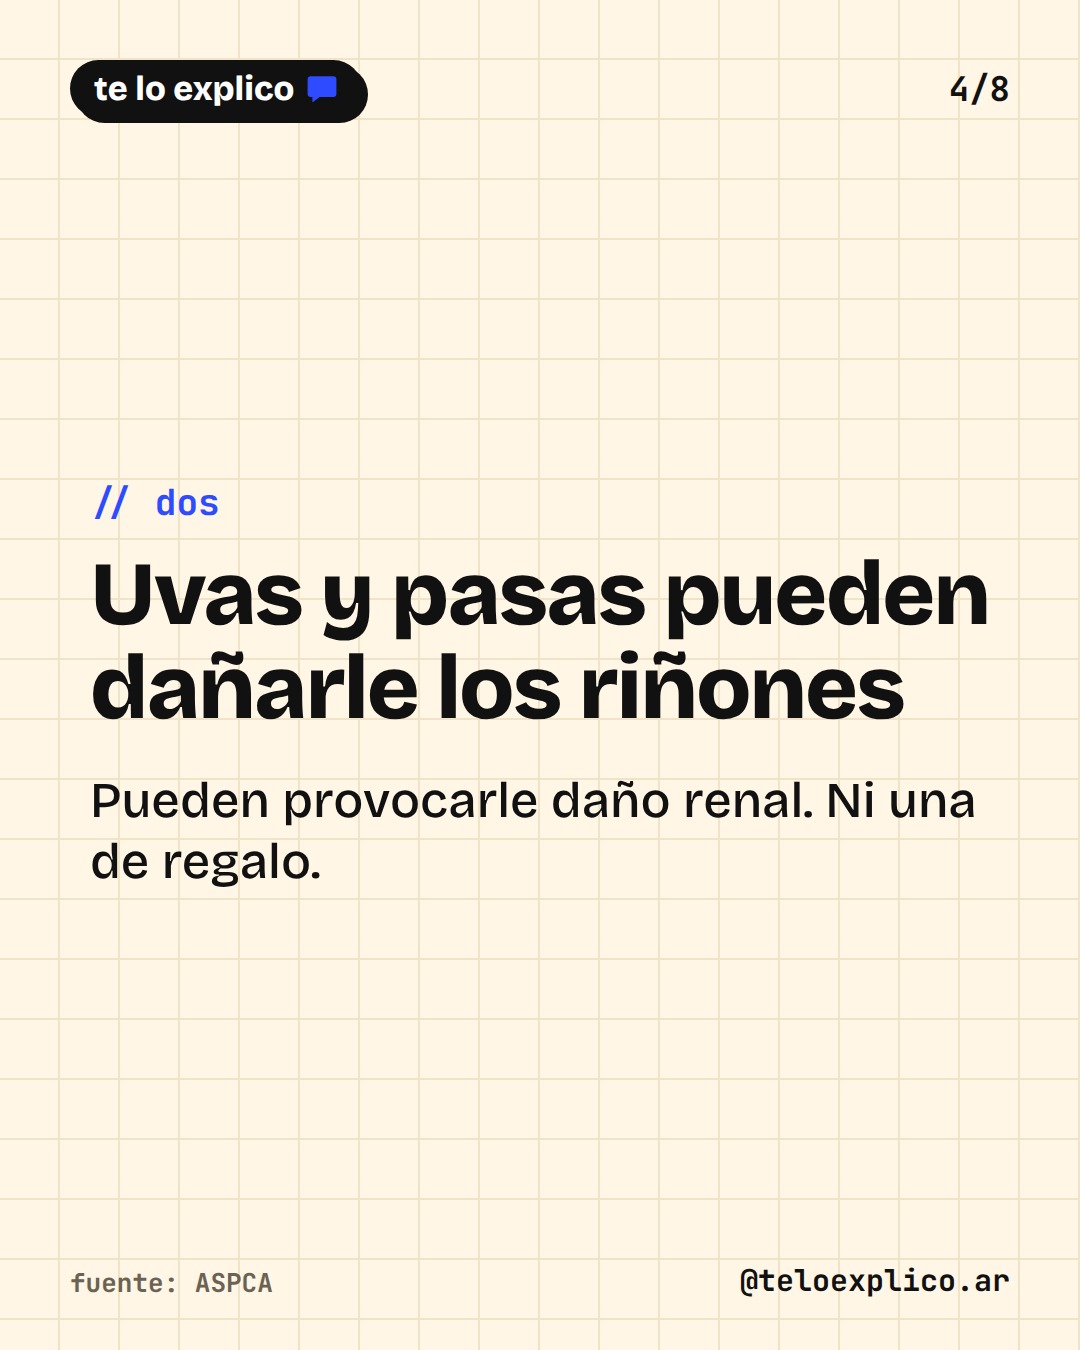 te lo explico
4/8
// dos
Uvas y pasas pueden
dañarle los riñones
Pueden provocarle daño renal. Ni una
de regalo.
fuente: ASPCA
@teloexplico.ar